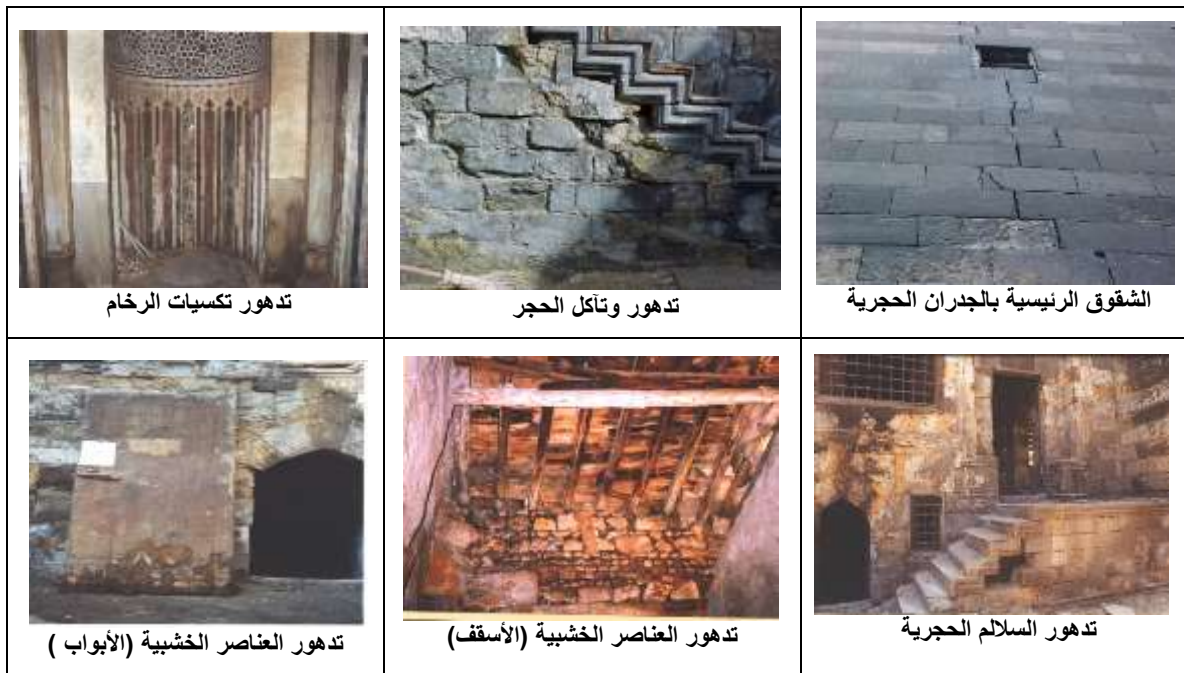 الشقوق الرئيسية بالجدران الحجرية
تدهور وتآكل الحجر
تدهور تكسيات الرخام
تدهور السلالم الحجرية
تدهور العناصر الخشبية (الأسقف)
تدهور العناصر الخشبية (الأبواب )